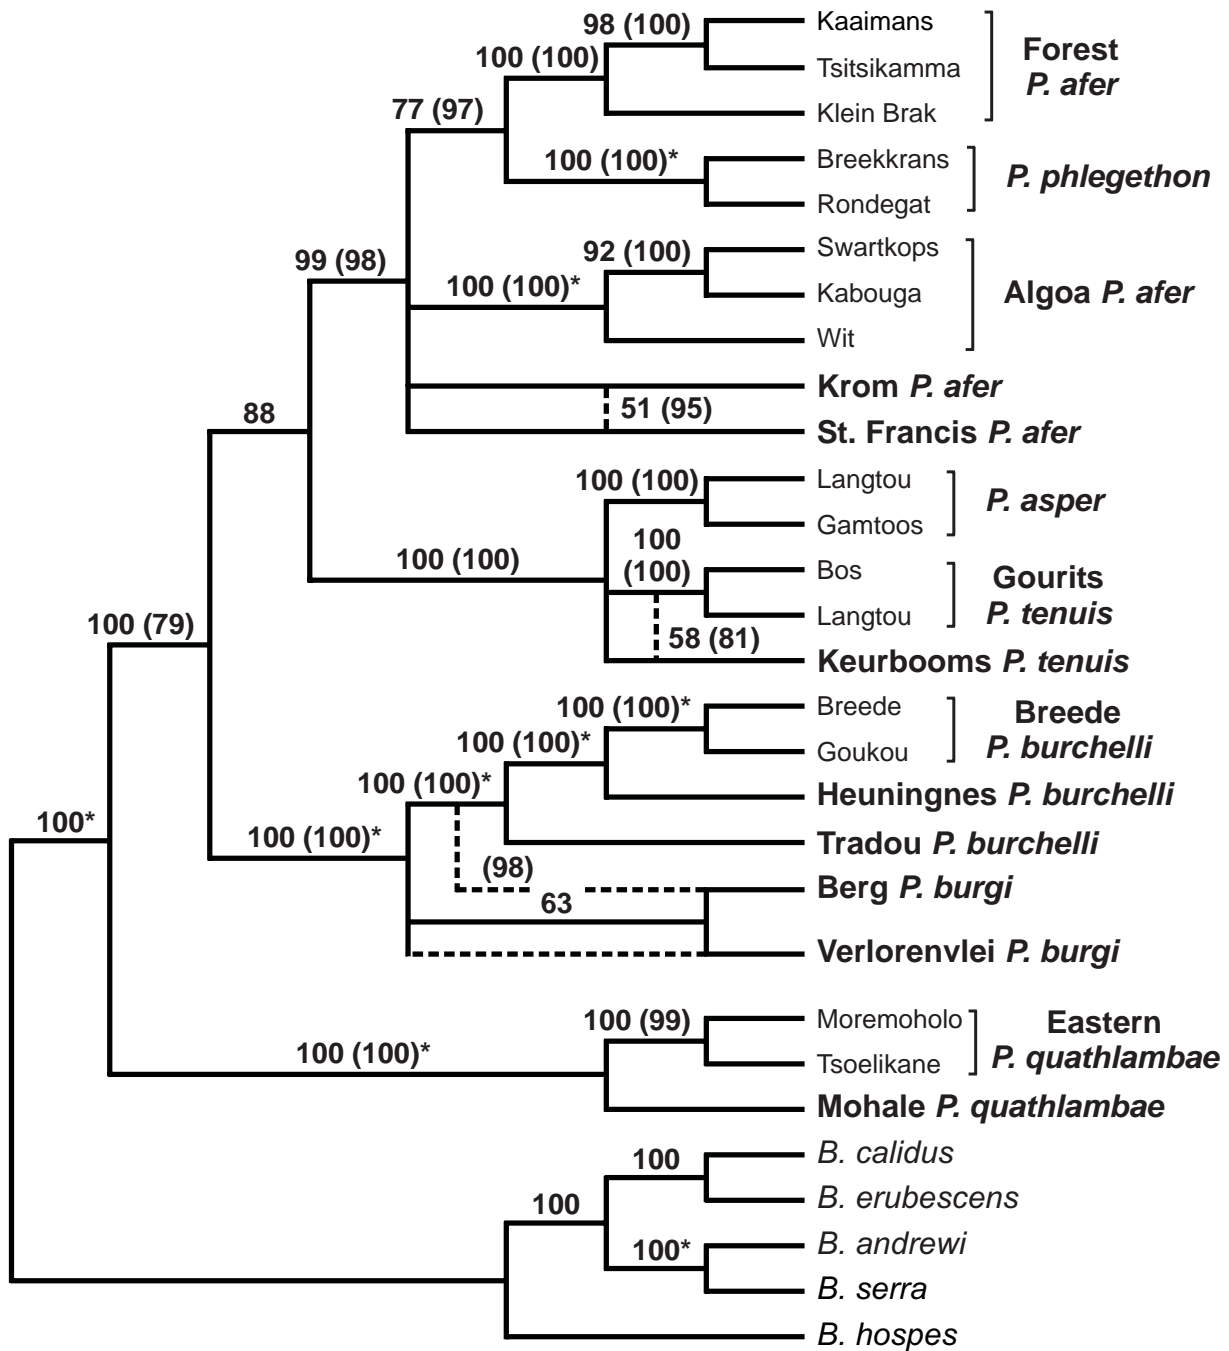 98 (100)
Kaaimans
Forest
P. afer
100 (100)
Tsitsikamma
77 (97)
Klein Brak
100 (100)*
Breekkrans
P. phlegethon
Rondegat
99 (98)
92 (100)
Swartkops
100 (100)*
Kabouga
Algoa P. afer
Wit
Krom P. afer
88
51 (95)
St. Francis P. afer
100 (100)
Langtou
P. asper
Gamtoos
100 (100)
100
(100)
Bos
Gourits
P. tenuis
Langtou
100 (79)
58 (81)
Keurbooms P. tenuis
100 (100)*
Breede
Breede
P. burchelli
100 (100)*
Goukou
100 (100)*
Heuningnes P. burchelli
100*
100 (100)*
Tradou P. burchelli
(98)
Berg P. burgi
63
Verlorenvlei P. burgi
100 (99)
Moremoholo
Eastern
P. quathlambae
100 (100)*
Tsoelikane
Mohale P. quathlambae
100
B. calidus
B. erubescens
100
100*
B. andrewi
B. serra
B. hospes